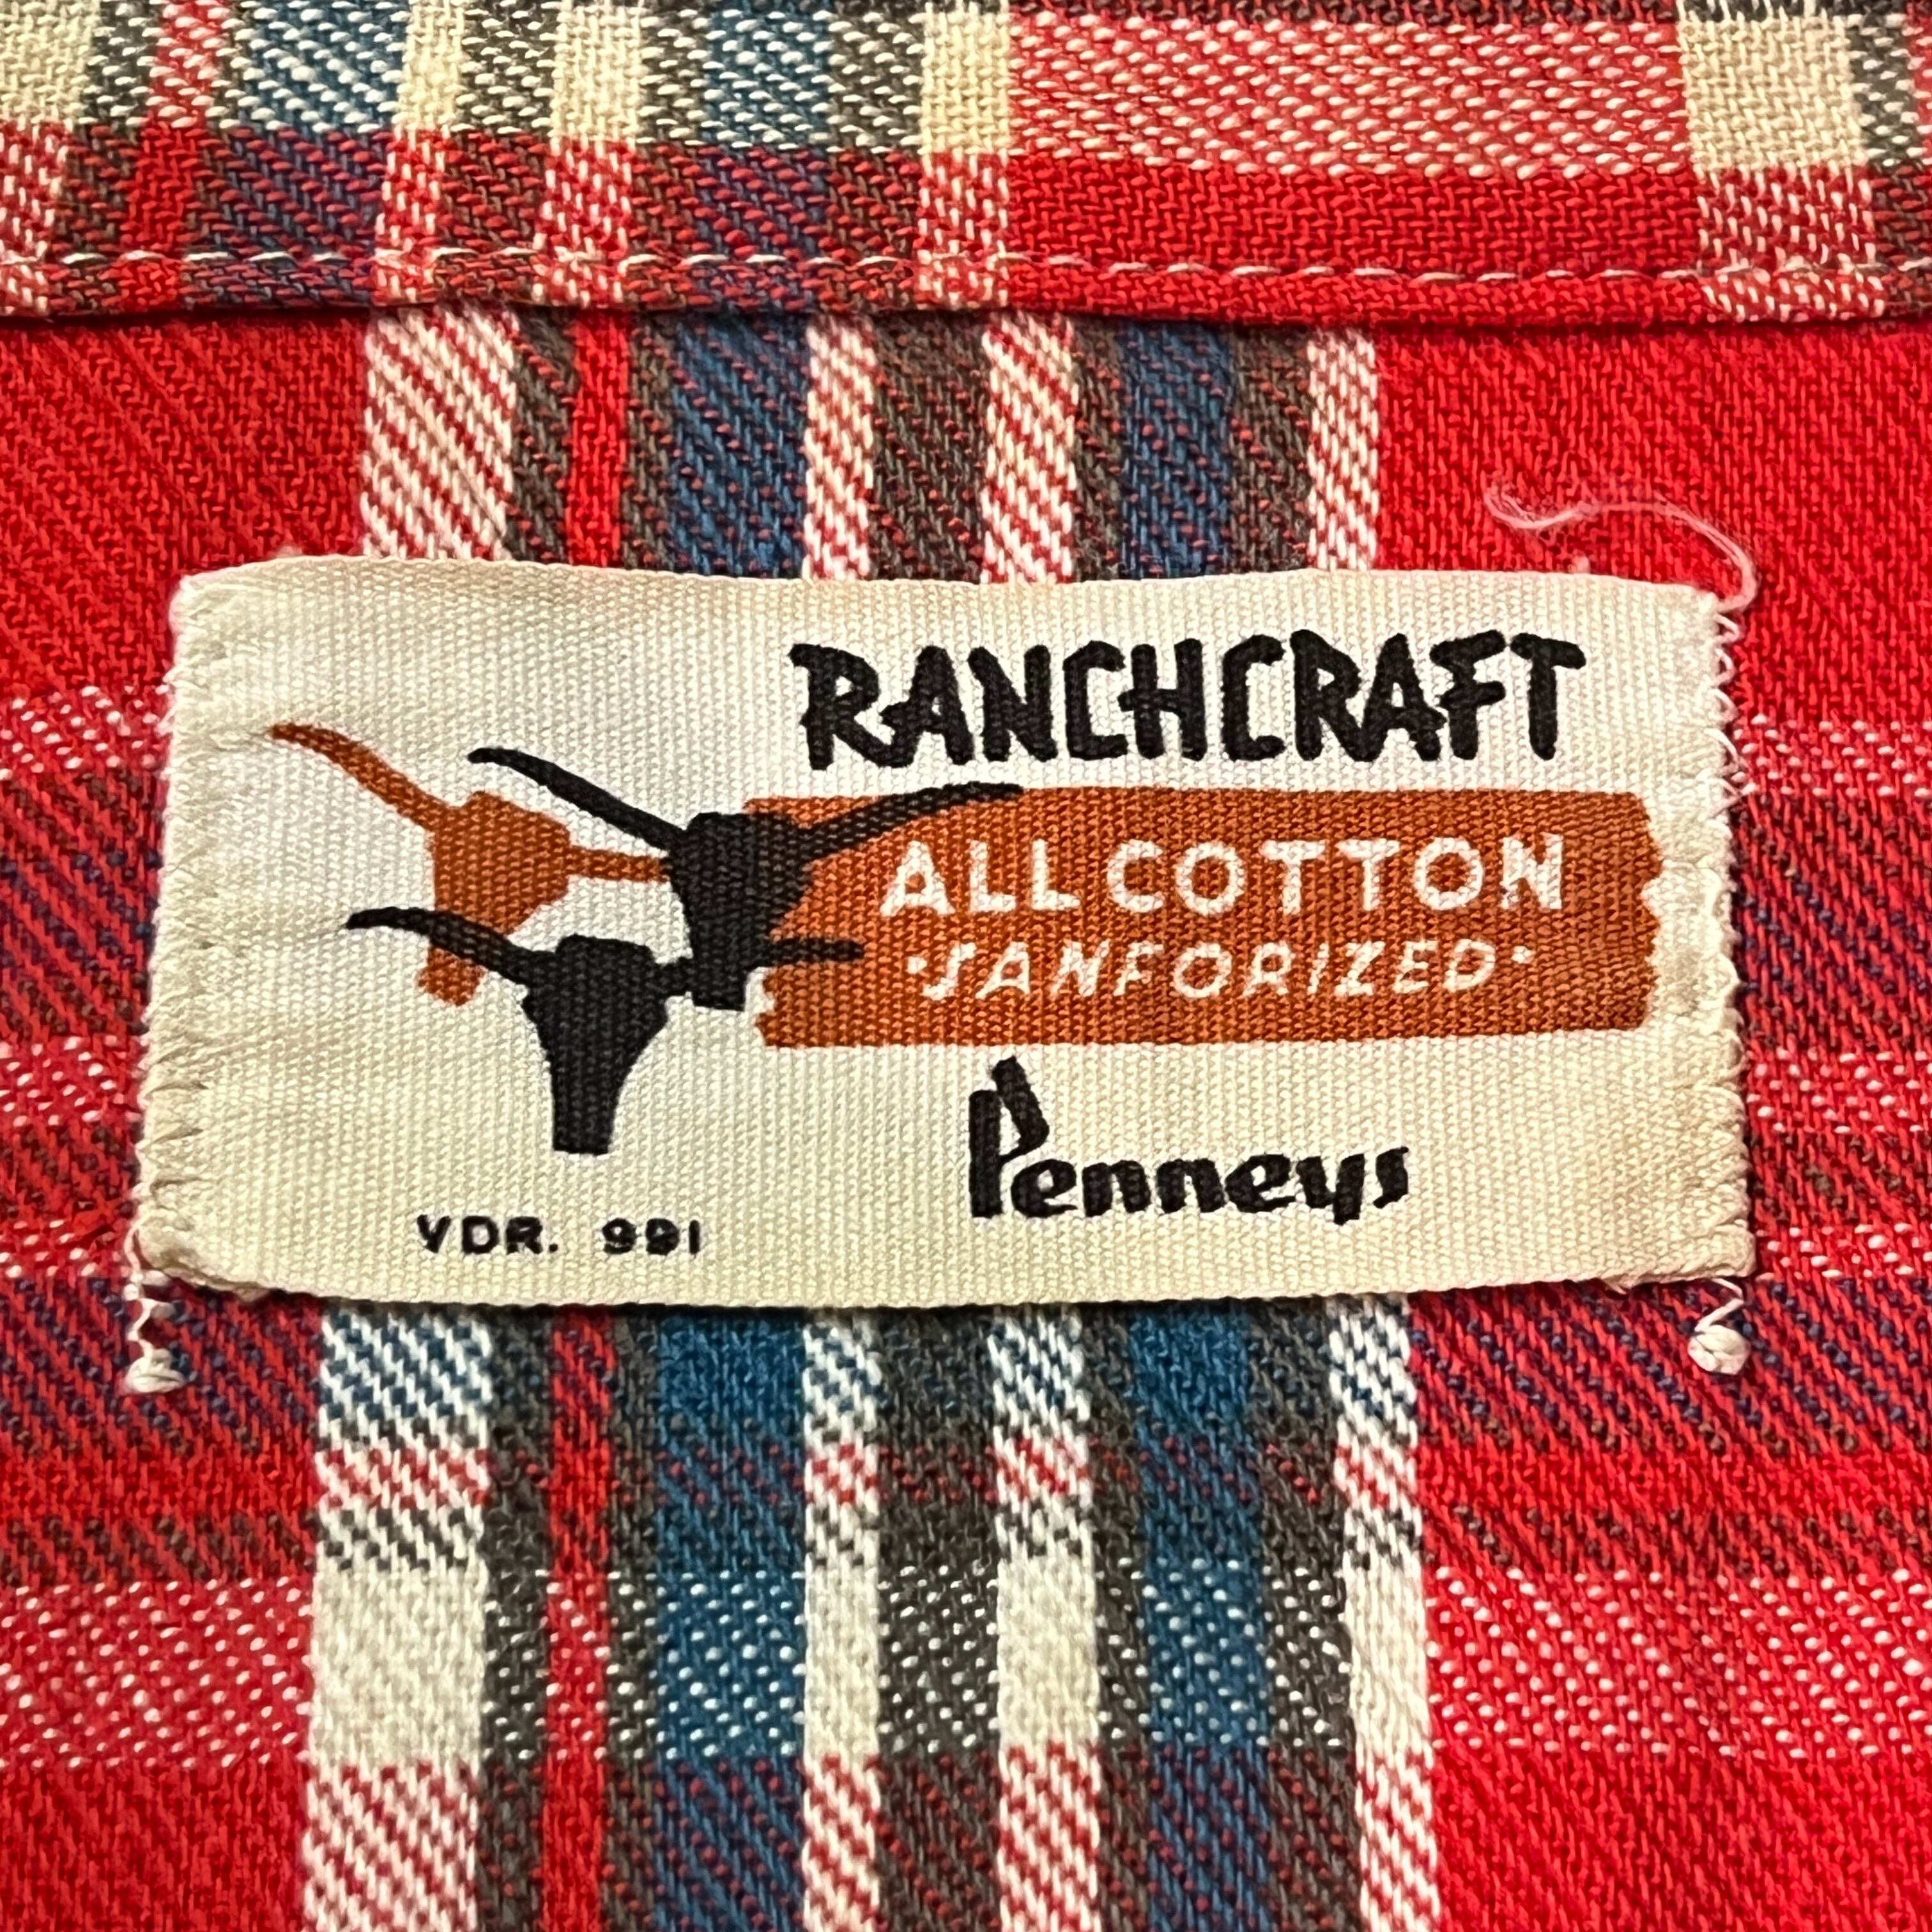 RANCHCRAFT
ALL COTTON
·SANFORIZED·
Penneys
VDR. 991